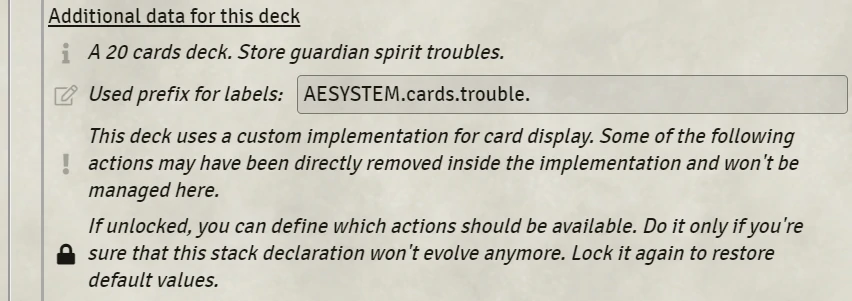 Additional data for this deck
A 20 cards deck. Store guardian spirit troubles.
Used prefix for labels: AESYSTEM.cards.trouble.
This deck uses a custom implementation for card display. Some of the following
actions may have been directly removed inside the implementation and won't be
managed here.
If unlocked, you can define which actions should be available. Do it only if you're
sure that this stack declaration won't evolve anymore. Lock it again to restore
default values.